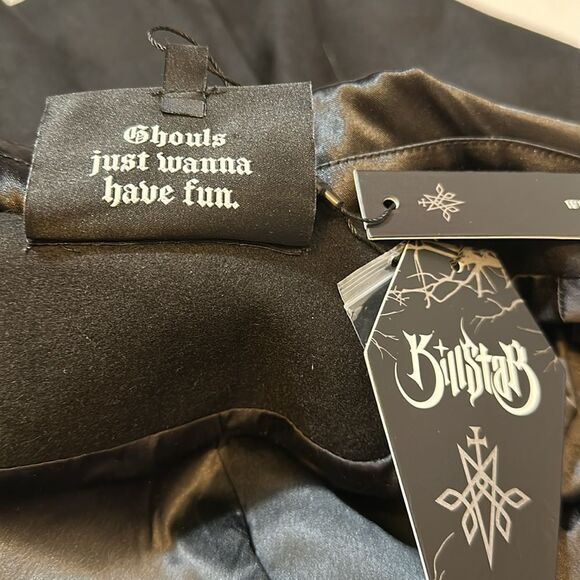 Ghouls
just wanna
have fun.
KillstaR